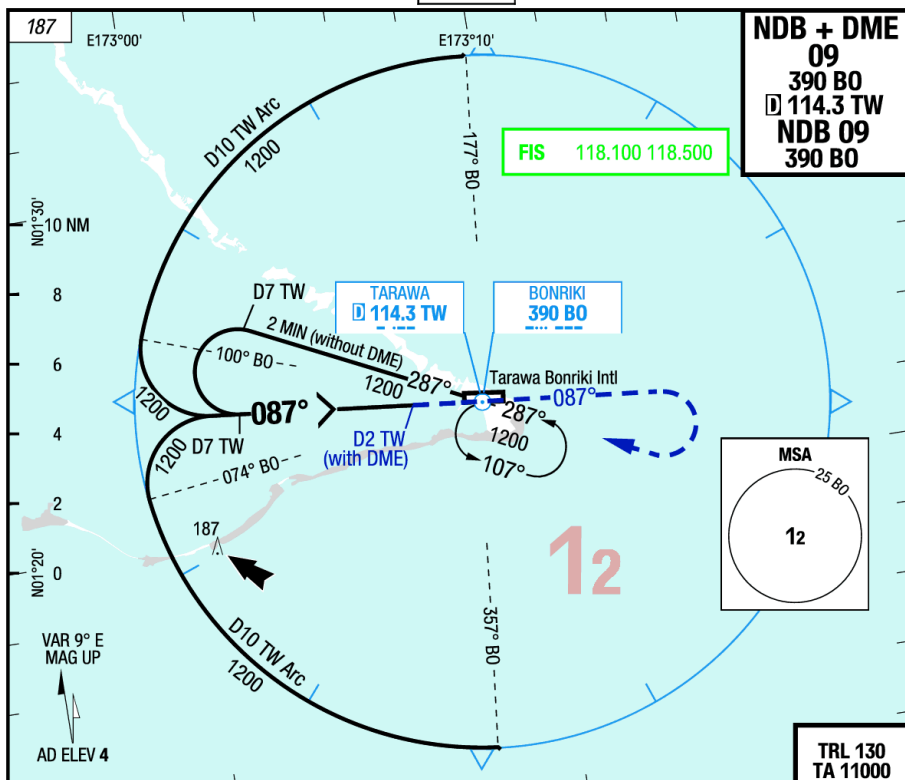 187
E173°00'
E173°10'
NDB + DME
09
390 BO
D 114.3 TW
NDB 09
390 BO
D10 TW Arc
1200
177° BO
FIS 118.100 118.500
N01°30'
10 NM
8
6
4
2
0
N01°20'
D7 TW
2 MIN (without DME)
1200
287°
TARAWA
D 114.3 TW
BONRIKI
390 BO
100° BO
Tarawa Bonriki Intl
1200
1200
087°
D7 TW
D2 TW
(with DME)
087°
287°
1200
107°
074° BO
187
12
MSA
25 BO
12
357° BO
D10 TW Arc
1200
VAR 9° E
MAG UP
AD ELEV 4
TRL 130
TA 11000